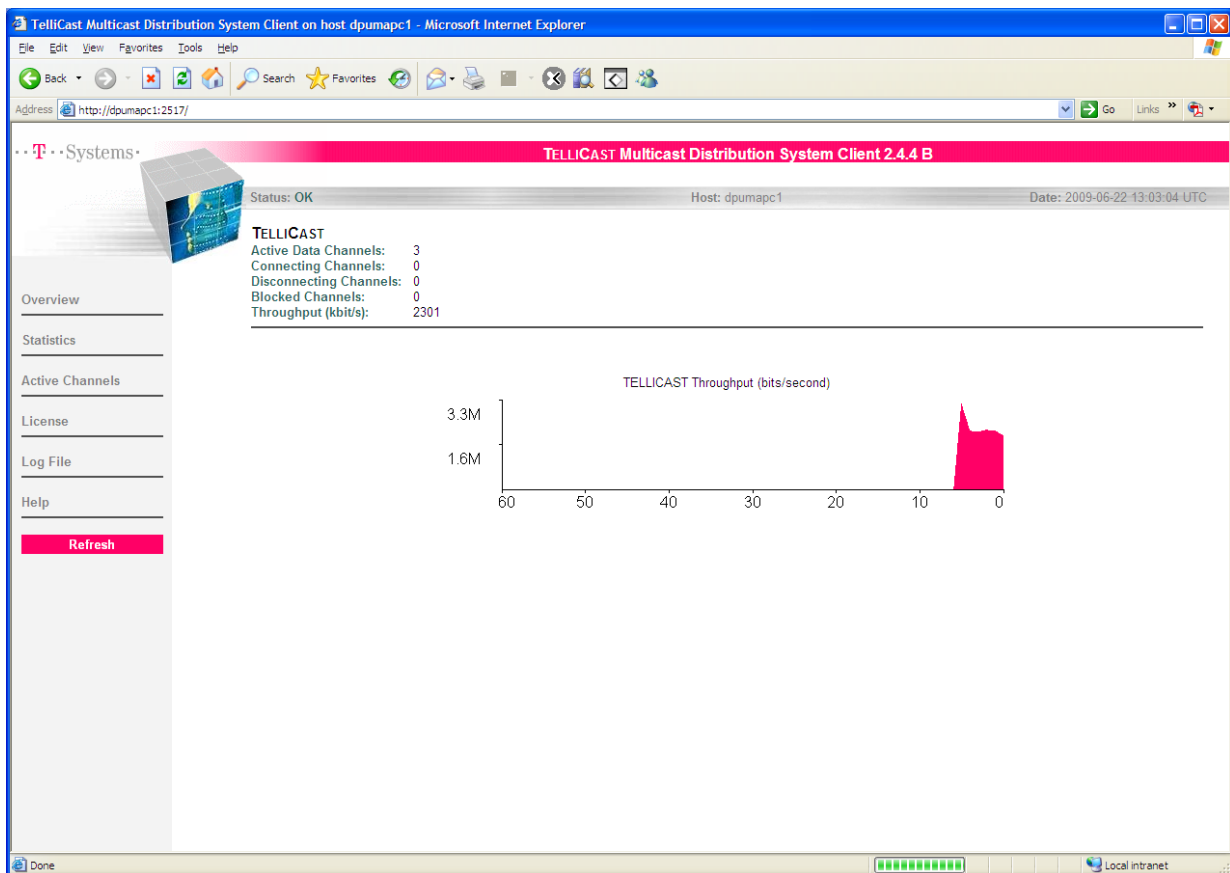 TelliCast Multicast Distribution System Client on host dpumapc1 - Microsoft Internet Explorer
File Edit View Favorites Tools Help
Back Search Favorites
Address http://dpumapc1:2517/ Go Links »
··T··Systems·
TELLICAST Multicast Distribution System Client 2.4.4 B
Status: OK Host: dpumapc1 Date: 2009-06-22 13:03:04 UTC
TELLICAST
Active Data Channels: 3
Connecting Channels: 0
Disconnecting Channels: 0
Blocked Channels: 0
Throughput (kbit/s): 2301
Overview
Statistics
Active Channels
License
Log File
Help
Refresh
TELLICAST Throughput (bits/second)
3.3M
1.6M
60 50 40 30 20 10 0
Done Local intranet